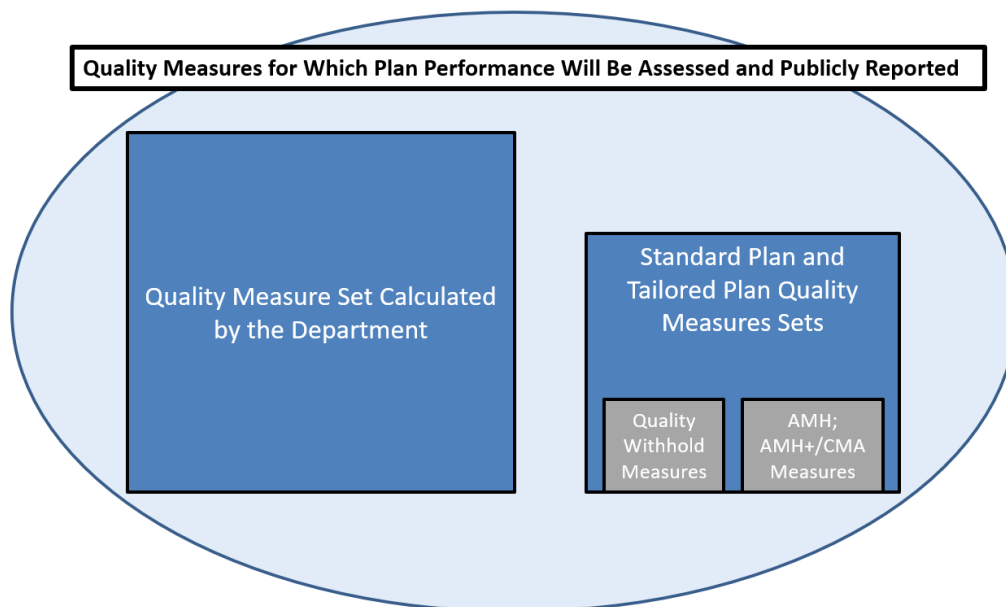 Quality Measures for Which Plan Performance Will Be Assessed and Publicly Reported
Quality Measure Set Calculated
by the Department
Standard Plan and
Tailored Plan Quality
Measures Sets
Quality
Withhold
Measures
AMH;
AMH+/CMA
Measures